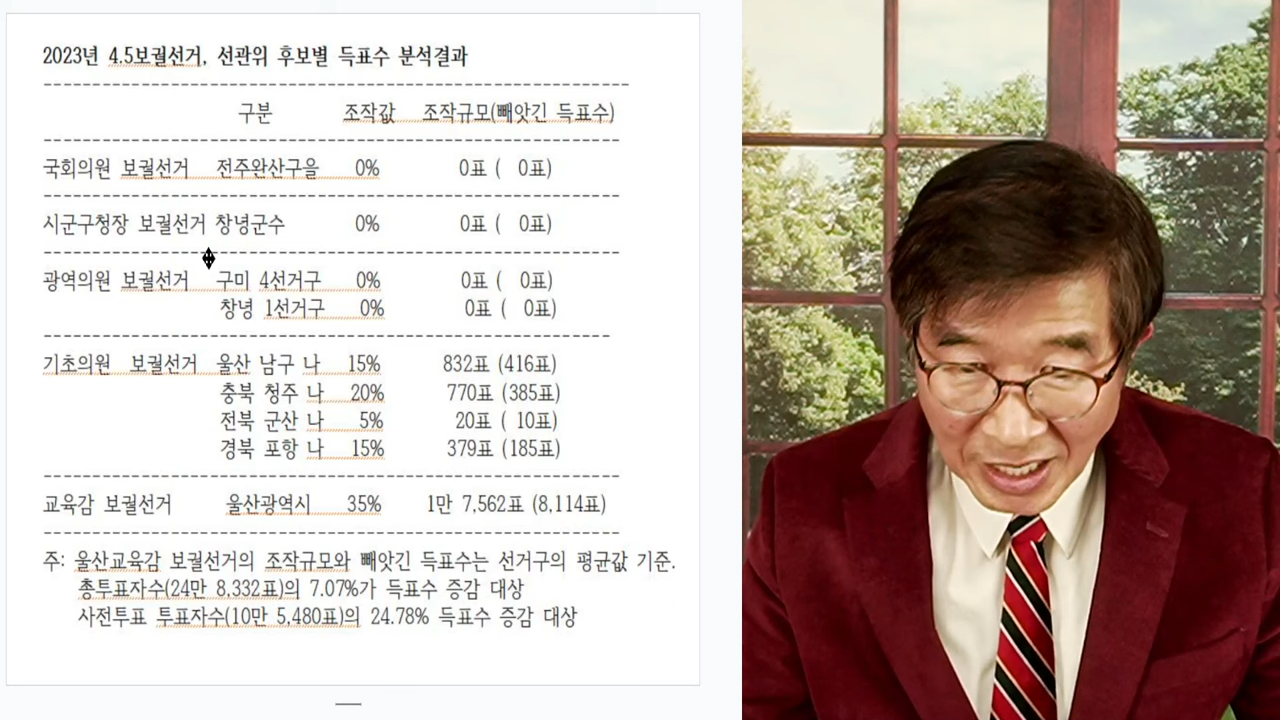 2023년 4.5보궐선거, 선관위 후보별 득표수 분석결과
구분 조작값 조작규모(빼앗긴 득표수)
국회의원 보궐선거 전주완산구을 0% 0표 ( 0표)
시군구청장 보궐선거 창녕군수 0% 0표 ( 0표)
광역의원 보궐선거 구미 4선거구 0% 0표 ( 0표)
창녕 1선거구 0% 0표 ( 0표)
기초의원 보궐선거 울산 남구 나 15% 832표 (416표)
충북 청주 나 20% 770표 (385표)
전북 군산 나 5% 20표 ( 10표)
경북 포항 나 15% 379표 (185표)
교육감 보궐선거 울산광역시 35% 1만 7,562표 (8,114표)
주: 울산교육감 보궐선거의 조작규모와 빼앗긴 득표수는 선거구의 평균값 기준.
총투표자수(24만 8,332표)의 7.07%가 득표수 증감 대상
사전투표 투표자수(10만 5,480표)의 24.78% 득표수 증감 대상